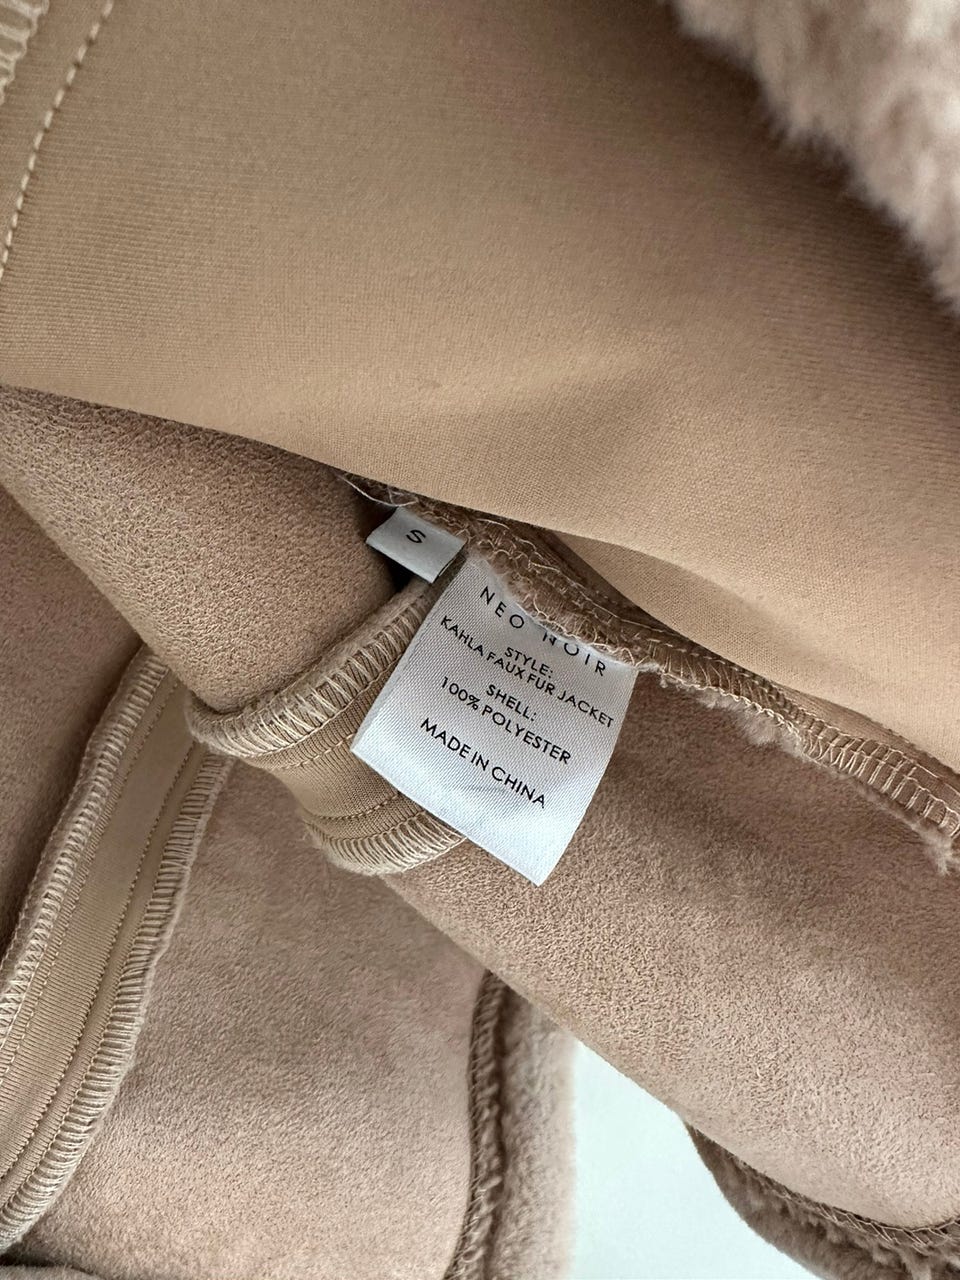 S
NEO NOIR
STYLE:
KAHLA FAUX FUR JACKET
SHELL:
100% POLYESTER
MADE IN CHINA